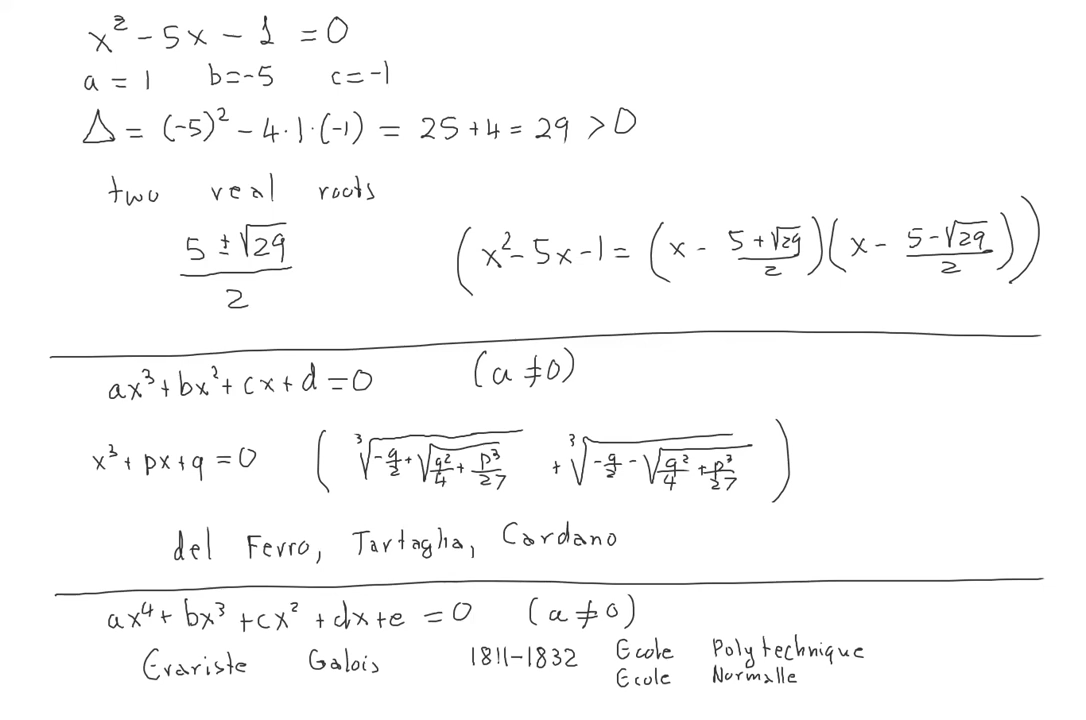 x² - 5x - 1 = 0
a = 1 b = -5 c = -1
Δ = (-5)² - 4·1·(-1) = 25 + 4 = 29 > 0
two real roots
(5 ± √29)/2 (x² - 5x - 1 = (x - (5+√29)/2)(x - (5-√29)/2))
ax³ + bx² + cx + d = 0 (a ≠ 0)
x³ + px + q = 0 (∛(-q/2 + √(q²/4 + p³/27)) + ∛(-q/2 - √(q²/4 + p³/27)))
del Ferro, Tartaglia, Cardano
ax⁴ + bx³ + cx² + dx + e = 0 (a ≠ 0)
Evariste Galois 1811-1832 Ecole Polytechnique
Ecole Normalle